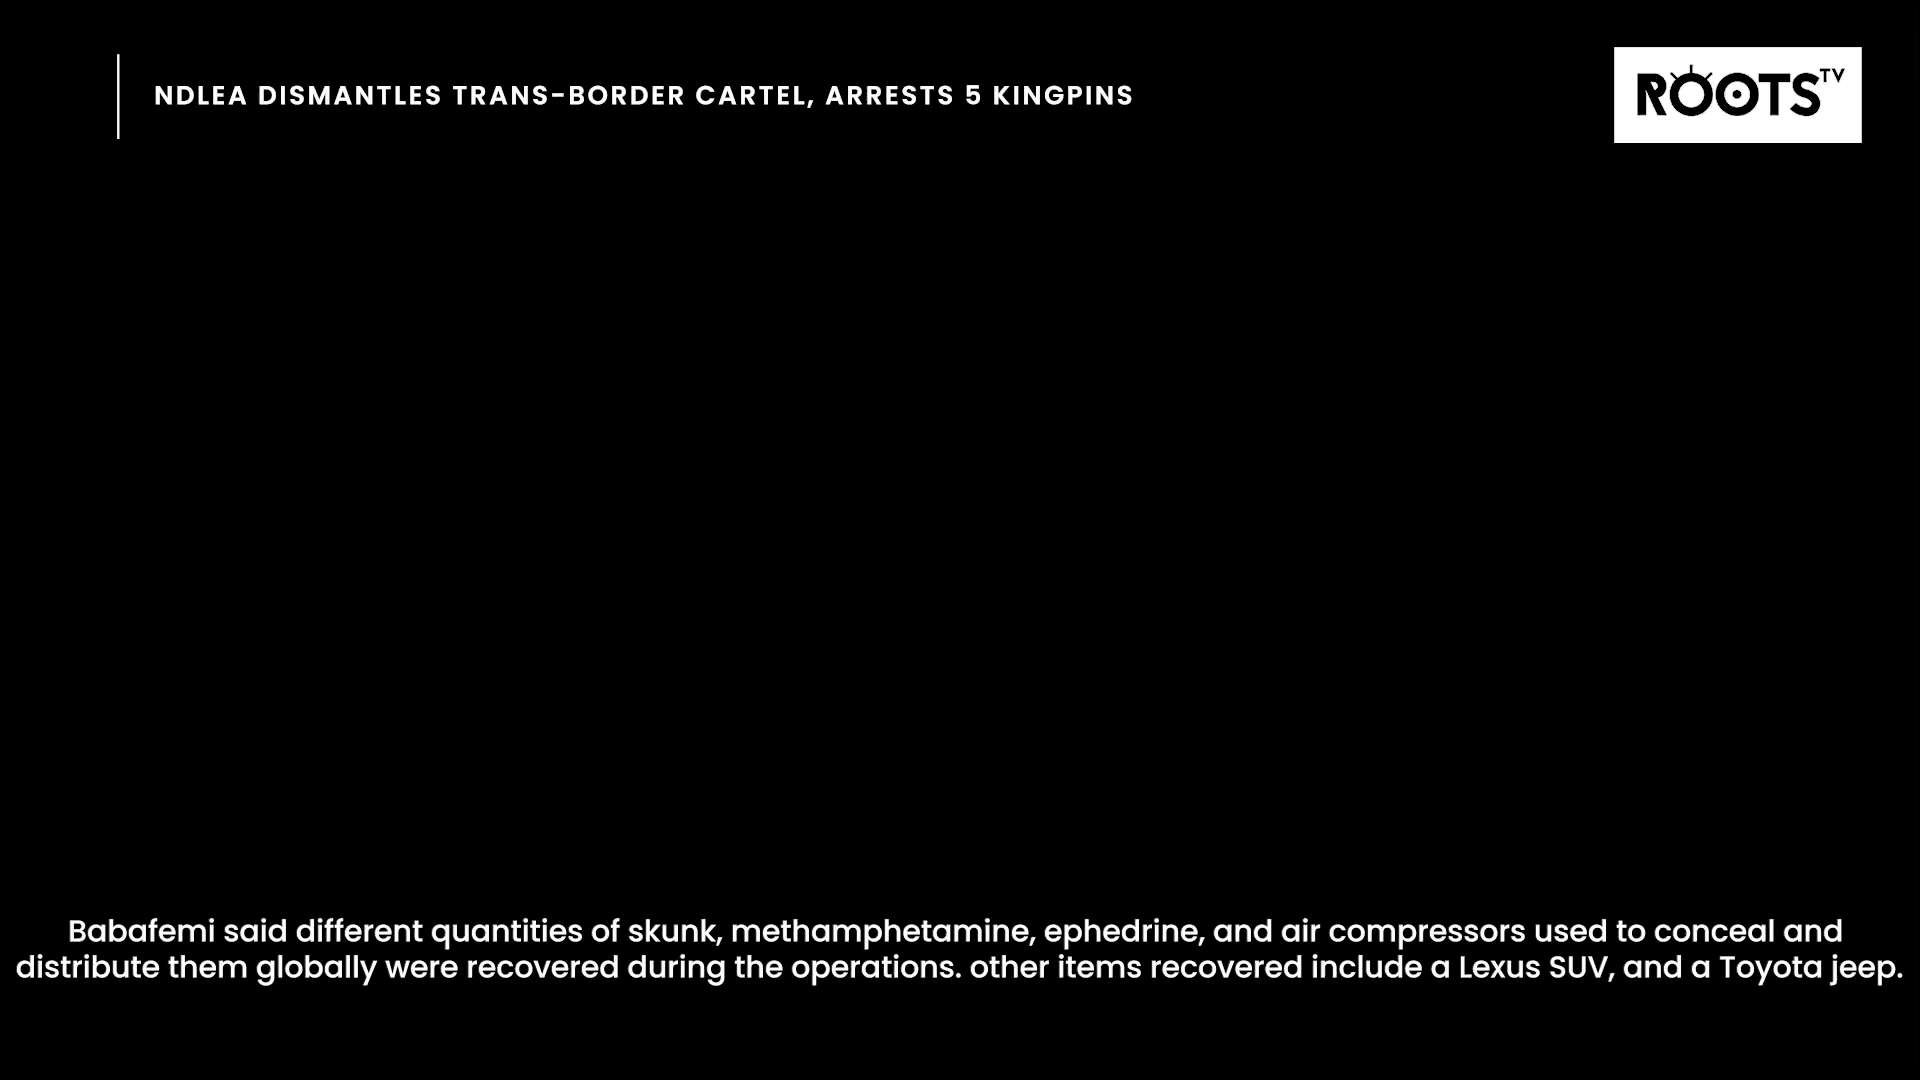 NDLEA DISMANTLES TRANS-BORDER CARTEL, ARRESTS 5 KINGPINS
ROOTS TV
Babafemi said different quantities of skunk, methamphetamine, ephedrine, and air compressors used to conceal and
distribute them globally were recovered during the operations. other items recovered include a Lexus SUV, and a Toyota jeep.